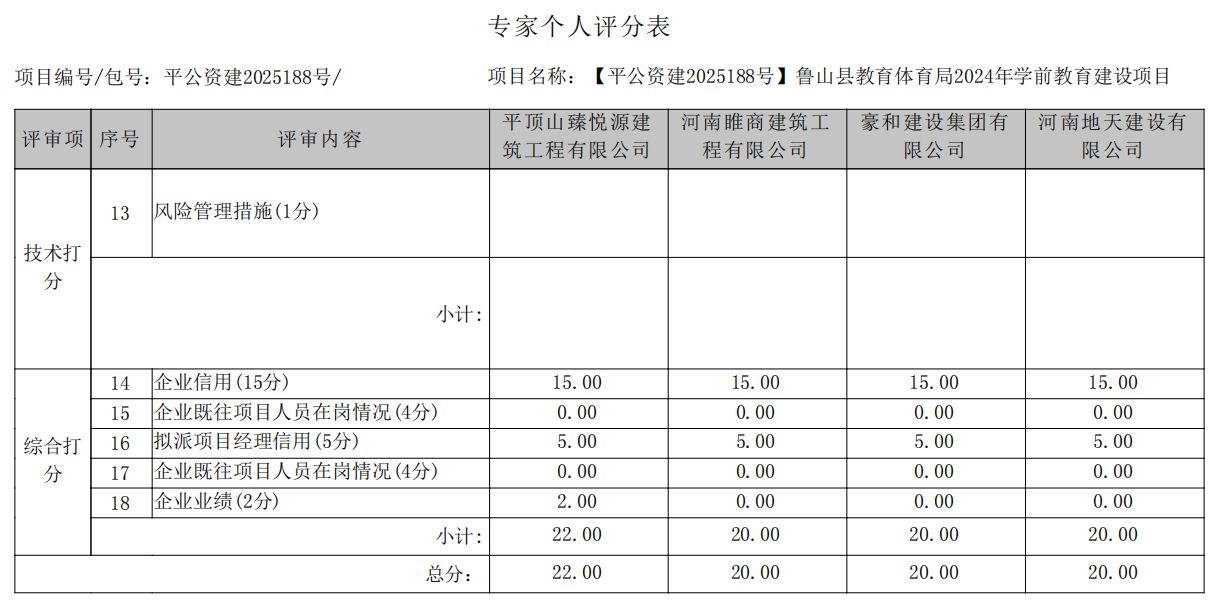 专家个人评分表
项目编号/包号: 平公资建2025188号/ 项目名称: 【平公资建2025188号】鲁山县教育体育局2024年学前教育建设项目
评审项 序号 评审内容 平顶山臻悦源建筑工程有限公司 河南睢商建筑工程有限公司 豪和建设集团有限公司 河南地天建设有限公司
技术打分
13 风险管理措施(1分)
小计:
综合打分
14 企业信用(15分) 15.00 15.00 15.00 15.00
15 企业既往项目人员在岗情况(4分) 0.00 0.00 0.00 0.00
16 拟派项目经理信用(5分) 5.00 5.00 5.00 5.00
17 企业既往项目人员在岗情况(4分) 0.00 0.00 0.00 0.00
18 企业业绩(2分) 2.00 0.00 0.00 0.00
小计: 22.00 20.00 20.00 20.00
总分: 22.00 20.00 20.00 20.00